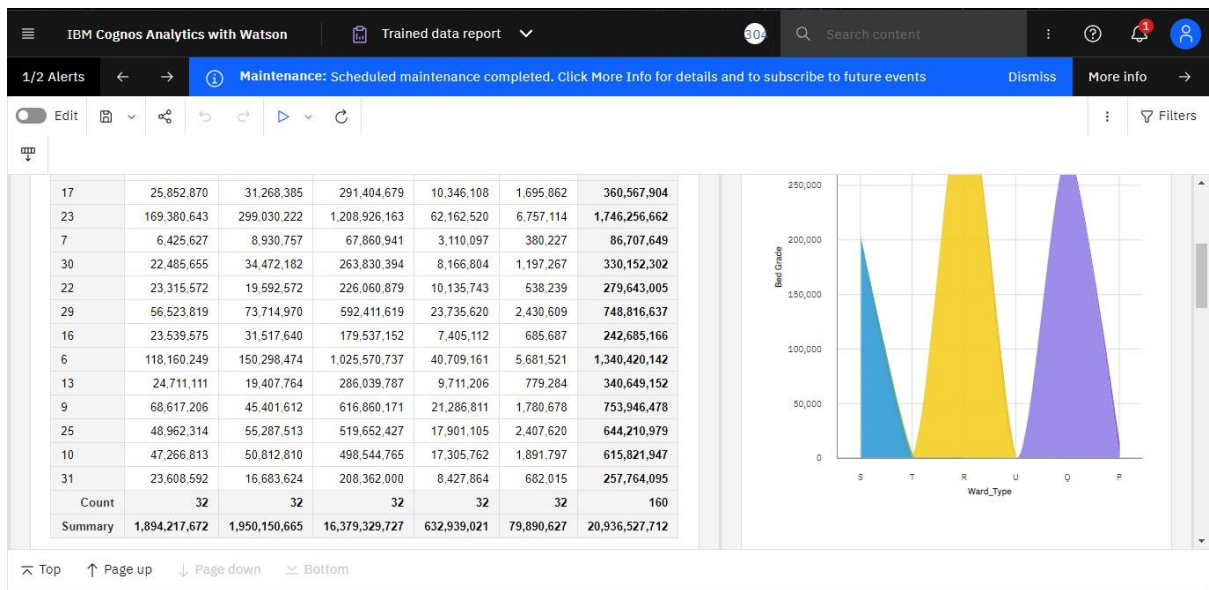 IBM Cognos Analytics with Watson Trained data report 304 Search content 1
1/2 Alerts Maintenance: Scheduled maintenance completed. Click More Info for details and to subscribe to future events Dismiss More info
Edit Filters
17 25,852,870 31,268,385 291,404,679 10,346,108 1,695,862 360,567,904
23 169,380,643 299,030,222 1,208,926,163 62,162,520 6,757,114 1,746,256,662
7 6,425,627 8,930,757 67,860,941 3,110,097 380,227 86,707,649
30 22,485,655 34,472,182 263,830,394 8,166,804 1,197,267 330,152,302
22 23,315,572 19,592,572 226,060,879 10,135,743 538,239 279,643,005
29 56,523,819 73,714,970 592,411,619 23,735,620 2,430,609 748,816,637
16 23,539,575 31,517,640 179,537,152 7,405,112 685,687 242,685,166
6 118,160,249 150,298,474 1,025,570,737 40,709,161 5,681,521 1,340,420,142
13 24,711,111 19,407,764 286,039,787 9,711,206 779,284 340,649,152
9 68,617,206 45,401,612 616,860,171 21,286,811 1,780,678 753,946,478
25 48,962,314 55,287,513 519,652,427 17,901,105 2,407,620 644,210,979
10 47,266,813 50,812,810 498,544,765 17,305,762 1,891,797 615,821,947
31 23,608,592 16,683,624 208,362,000 8,427,864 682,015 257,764,095
Count 32 32 32 32 32 160
Summary 1,894,217,672 1,950,150,665 16,379,329,727 632,939,021 79,890,627 20,936,527,712
250,000
200,000
150,000
100,000
50,000
0
Bed Grade
S T R U Q P
Ward_Type
Top Page up Page down Bottom